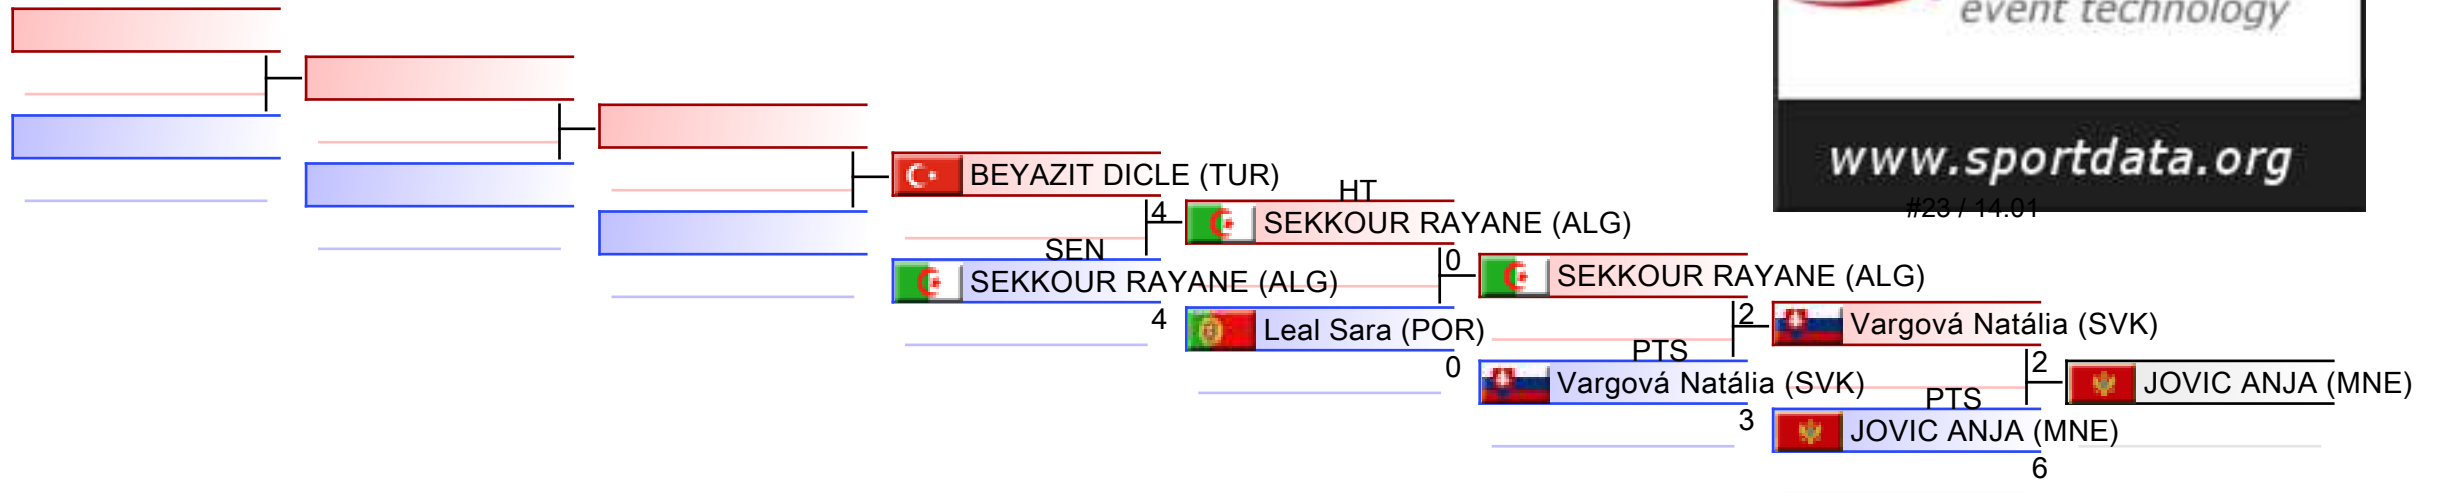 event technology
www.sportdata.org
#23 / 14.01
BEYAZIT DICLE (TUR)
4
SEN
SEKKOUR RAYANE (ALG)
4
HT
SEKKOUR RAYANE (ALG)
0
Leal Sara (POR)
0
SEKKOUR RAYANE (ALG)
2
PTS
Vargová Natália (SVK)
3
Vargová Natália (SVK)
2
PTS
JOVIC ANJA (MNE)
6
JOVIC ANJA (MNE)